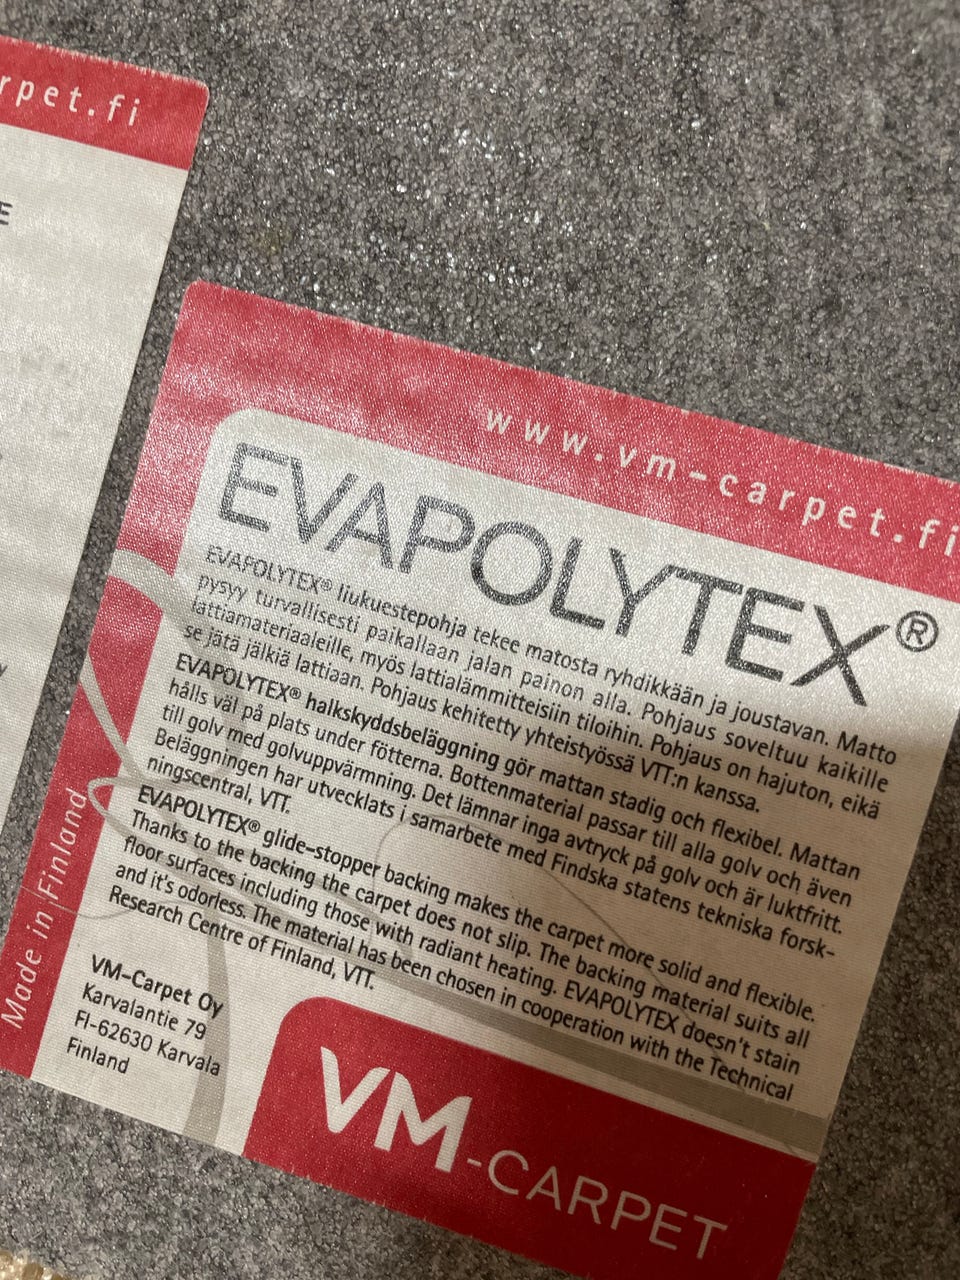 rpet.fi
E
www.vm-carpet.fi
EVAPOLYTEX®
EVAPOLYTEX® liukuestepohja tekee matosta ryhdikkään ja joustavan. Matto
pysyy turvallisesti paikallaan jalan painon alla. Pohjaus soveltuu kaikille
lattiamateriaaleille, myös lattialämmitteisiin tiloihin. Pohjaus on hajuton, eikä
se jätä jälkiä lattiaan. Pohjaus kehitetty yhteistyössä VTT:n kanssa.
EVAPOLYTEX® halkskyddsbeläggning gör mattan stadig och flexibel. Mattan
hålls väl på plats under fötterna. Bottenmaterial passar till alla golv och även
till golv med golvuppvärmning. Det lämnar inga avtryck på golv och är luktfritt.
Beläggningen har utvecklats i samarbete med Findska statens tekniska forsk-
ningscentral, VTT.
EVAPOLYTEX® glide-stopper backing makes the carpet more solid and flexible.
Thanks to the backing the carpet does not slip. The backing material suits all
floor surfaces including those with radiant heating. EVAPOLYTEX doesn't stain
and it's odorless. The material has been chosen in cooperation with the Technical
Research Centre of Finland, VTT.
VM-Carpet Oy
Karvalantie 79
FI-62630 Karvala
Finland
Made in Finland
VM-CARPET